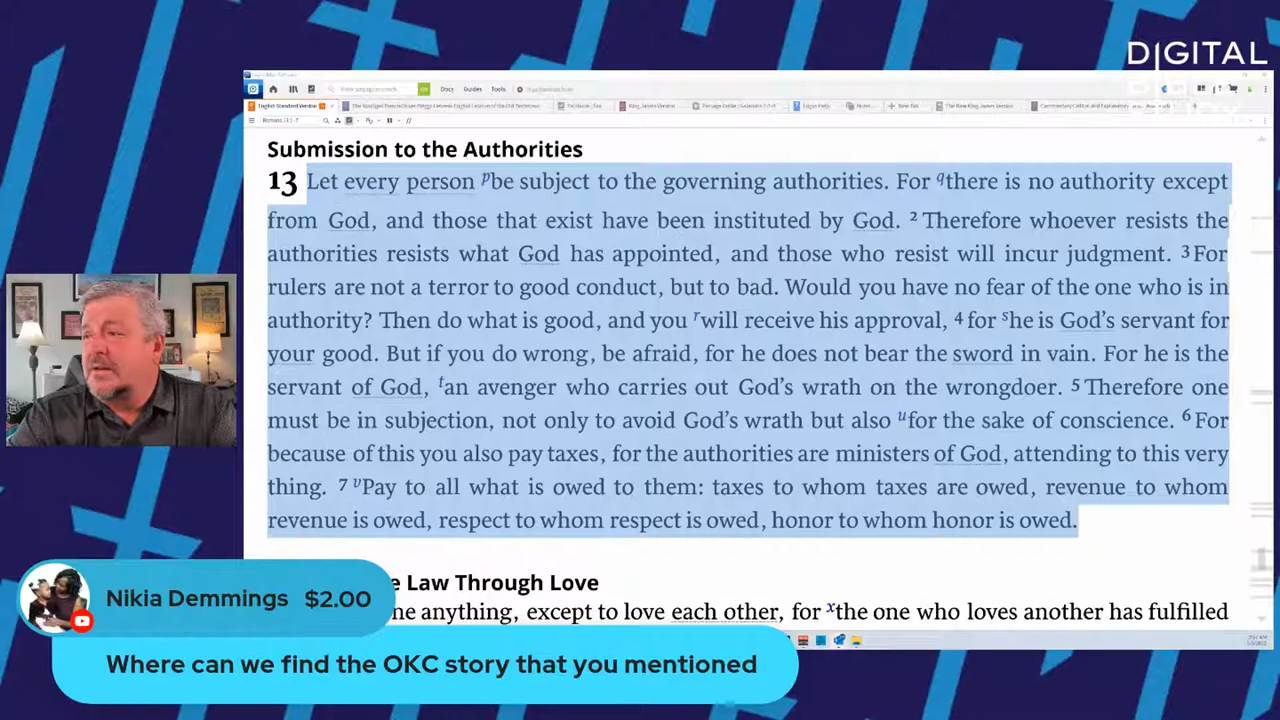 DIGITAL
Docs Guides Tools
English Standard Version
Submission to the Authorities
13 Let every person pbe subject to the governing authorities. For qthere is no authority except
from God, and those that exist have been instituted by God. 2 Therefore whoever resists the
authorities resists what God has appointed, and those who resist will incur judgment. 3 For
rulers are not a terror to good conduct, but to bad. Would you have no fear of the one who is in
authority? Then do what is good, and you rwill receive his approval, 4 for she is God's servant for
your good. But if you do wrong, be afraid, for he does not bear the sword in vain. For he is the
servant of God, tan avenger who carries out God's wrath on the wrongdoer. 5 Therefore one
must be in subjection, not only to avoid God's wrath but also ufor the sake of conscience. 6 For
because of this you also pay taxes, for the authorities are ministers of God, attending to this very
thing. 7 vPay to all what is owed to them: taxes to whom taxes are owed, revenue to whom
revenue is owed, respect to whom respect is owed, honor to whom honor is owed.
e Law Through Love
ne anything, except to love each other, for xthe one who loves another has fulfilled
Nikia Demmings $2.00
Where can we find the OKC story that you mentioned